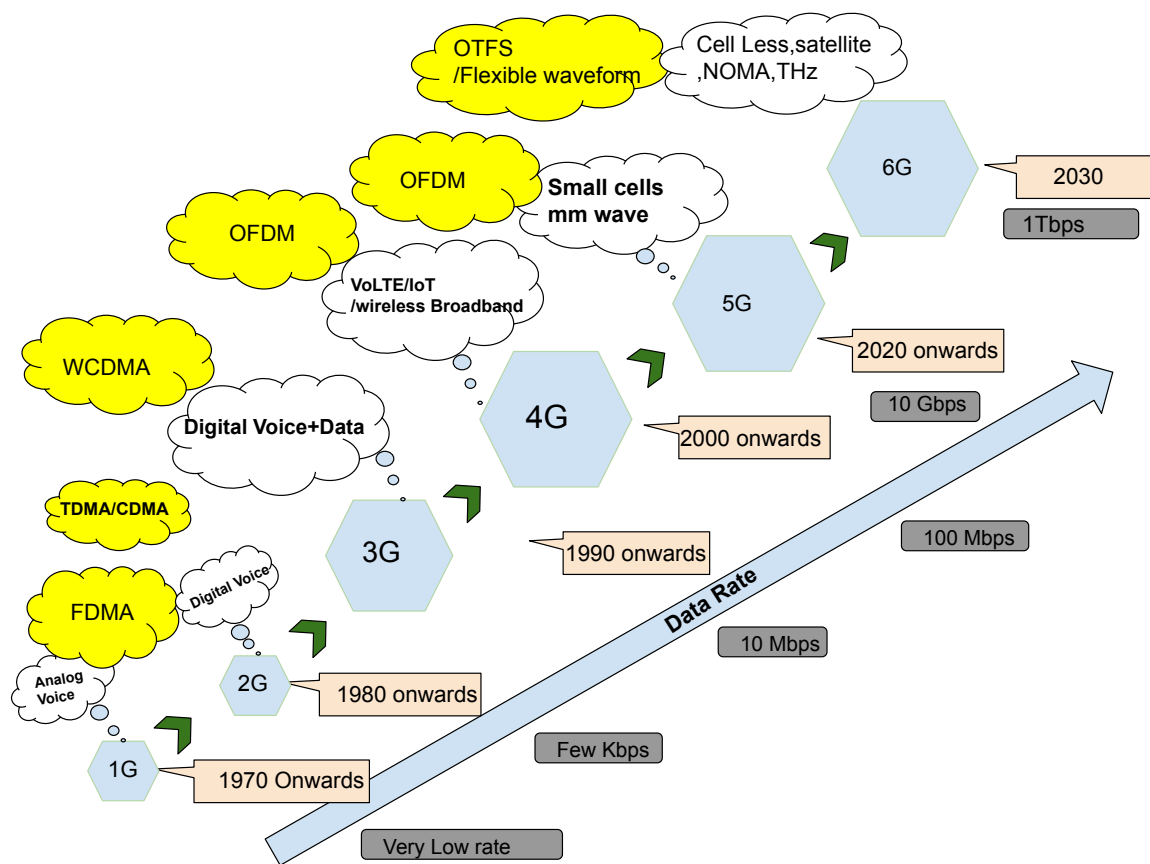 OTFS
/Flexible waveform
Cell Less,satellite
,NOMA,THz
6G
2030
1Tbps
OFDM
Small cells
mm wave
5G
2020 onwards
10 Gbps
OFDM
VoLTE/IoT
/wireless Broadband
4G
2000 onwards
100 Mbps
WCDMA
Digital Voice+Data
3G
1990 onwards
Data Rate
10 Mbps
TDMA/CDMA
Digital Voice
2G
1980 onwards
Few Kbps
FDMA
Analog
Voice
1G
1970 Onwards
Very Low rate